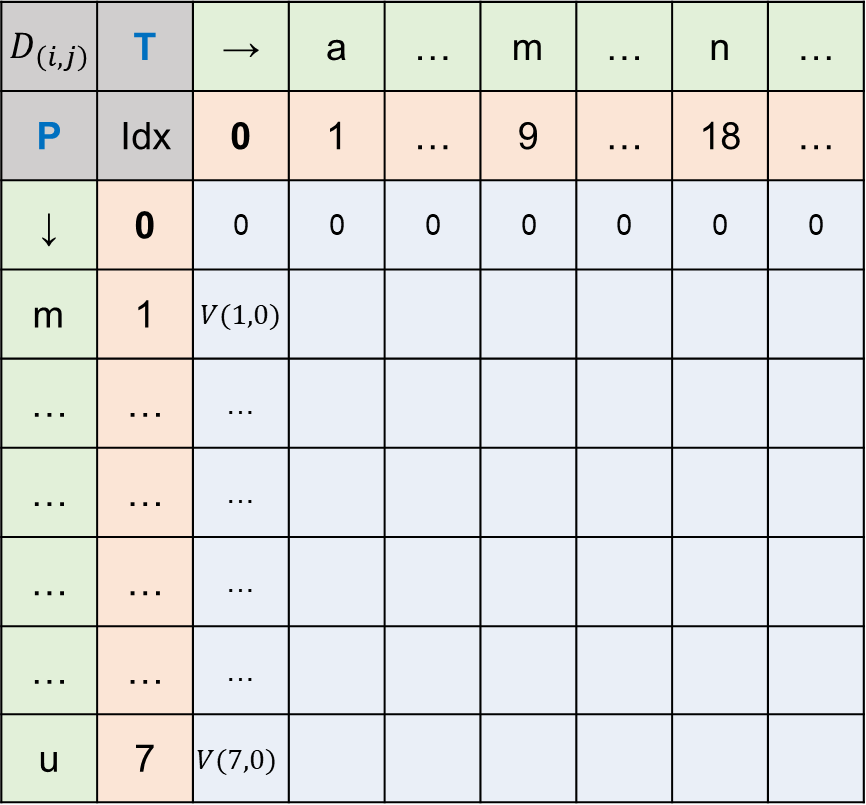 D(i,j) T → a … m … n …
P Idx 0 1 … 9 … 18 …
↓ 0 0 0 0 0 0 0 0
m 1 V(1,0)
… … …
… … …
… … …
… … …
u 7 V(7,0)